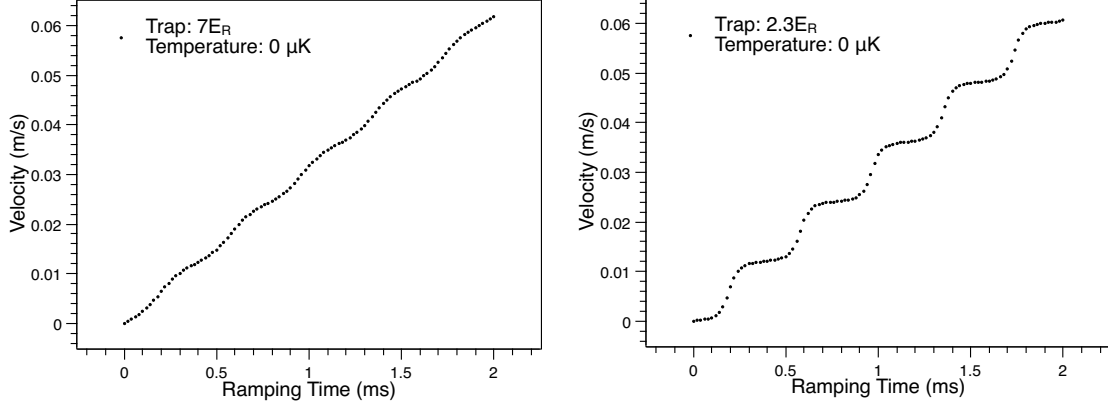 Trap: 7E_R
Temperature: 0 μK
Velocity (m/s)
0.06
0.05
0.04
0.03
0.02
0.01
0
0 0.5 1 1.5 2
Ramping Time (ms)
Trap: 2.3E_R
Temperature: 0 μK
Velocity (m/s)
0.06
0.05
0.04
0.03
0.02
0.01
0
0 0.5 1 1.5 2
Ramping Time (ms)